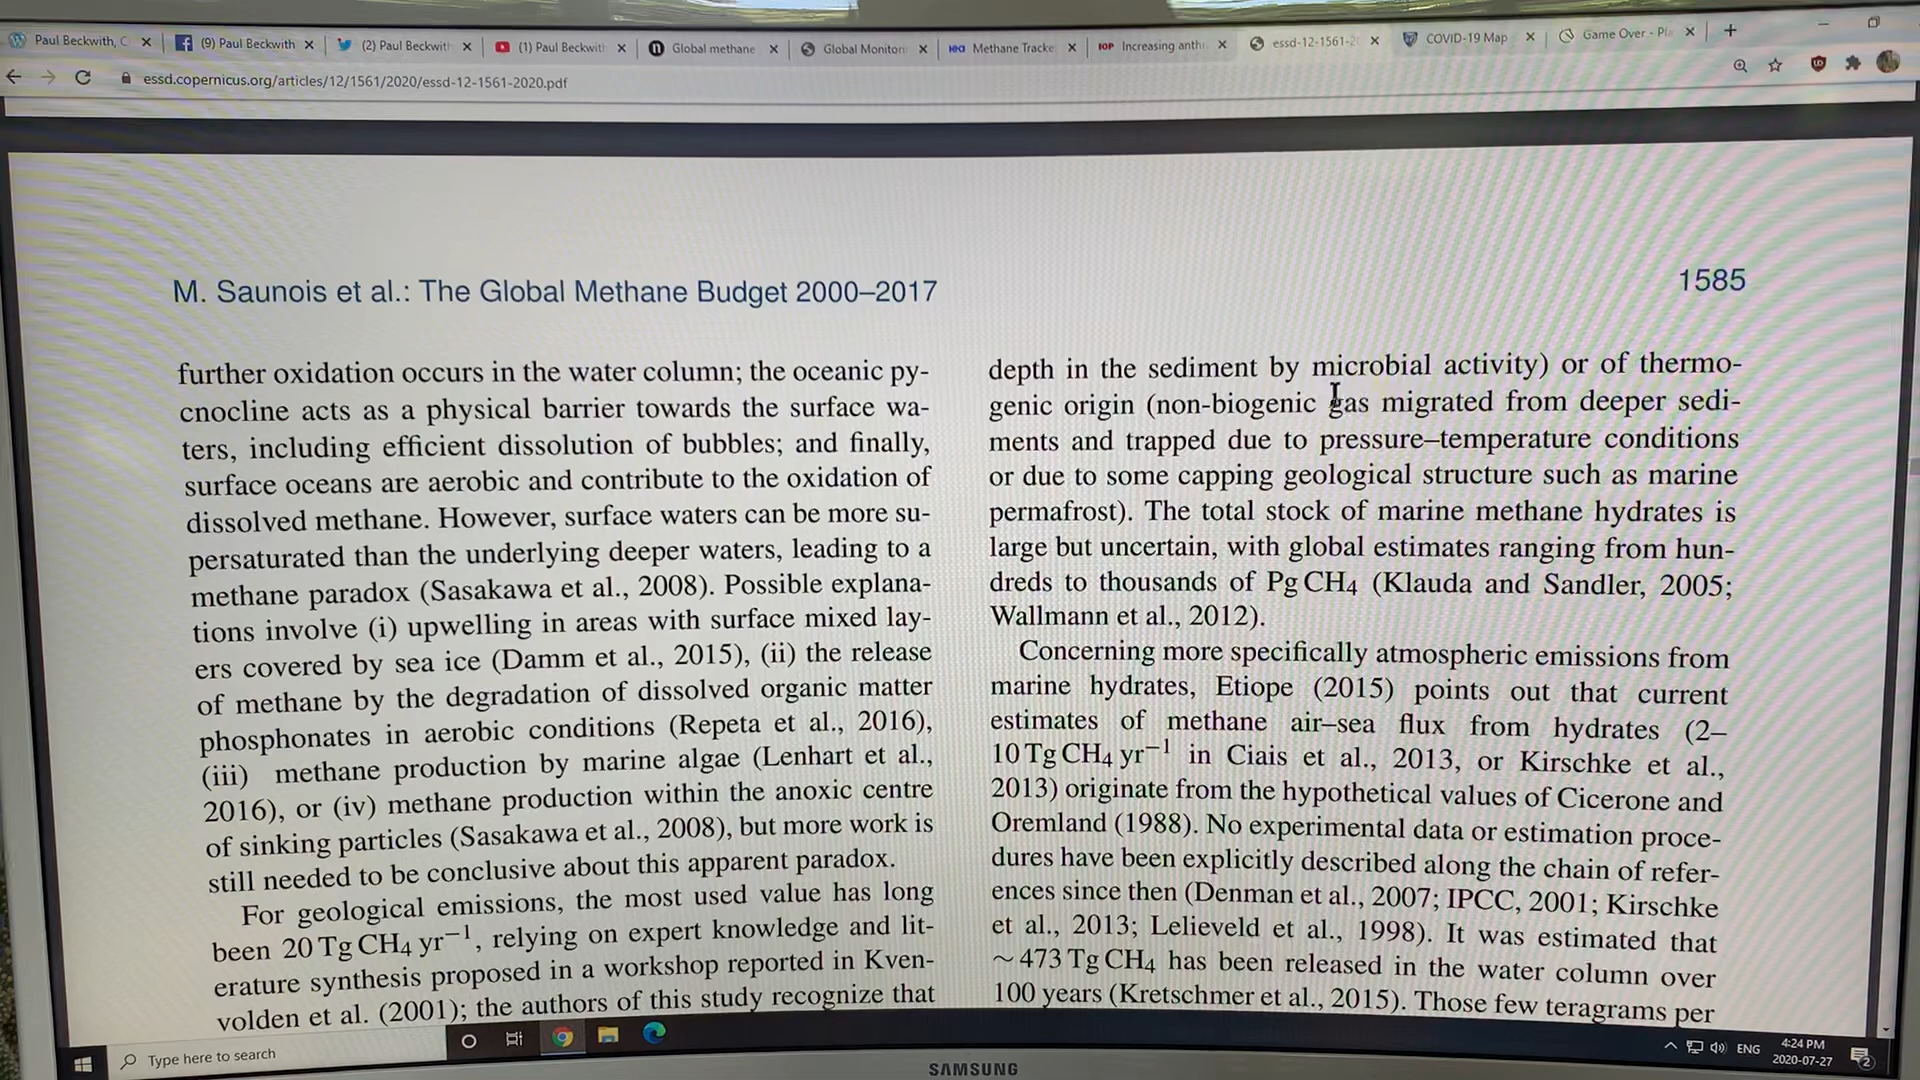 Paul Beckwith, C
(9) Paul Beckwith
(2) Paul Beckwith
(1) Paul Beckwith
Global methane
Global Monitori
iea Methane Tracke
IOP Increasing anthr
essd-12-1561-20
COVID-19 Map
Game Over - Pla
essd.copernicus.org/articles/12/1561/2020/essd-12-1561-2020.pdf
M. Saunois et al.: The Global Methane Budget 2000–2017
1585
further oxidation occurs in the water column; the oceanic py-
cnocline acts as a physical barrier towards the surface wa-
ters, including efficient dissolution of bubbles; and finally,
surface oceans are aerobic and contribute to the oxidation of
dissolved methane. However, surface waters can be more su-
persaturated than the underlying deeper waters, leading to a
methane paradox (Sasakawa et al., 2008). Possible explana-
tions involve (i) upwelling in areas with surface mixed lay-
ers covered by sea ice (Damm et al., 2015), (ii) the release
of methane by the degradation of dissolved organic matter
phosphonates in aerobic conditions (Repeta et al., 2016),
(iii) methane production by marine algae (Lenhart et al.,
2016), or (iv) methane production within the anoxic centre
of sinking particles (Sasakawa et al., 2008), but more work is
still needed to be conclusive about this apparent paradox.
For geological emissions, the most used value has long
been 20 Tg CH4 yr−1, relying on expert knowledge and lit-
erature synthesis proposed in a workshop reported in Kven-
volden et al. (2001); the authors of this study recognize that
depth in the sediment by microbial activity) or of thermo-
genic origin (non-biogenic gas migrated from deeper sedi-
ments and trapped due to pressure–temperature conditions
or due to some capping geological structure such as marine
permafrost). The total stock of marine methane hydrates is
large but uncertain, with global estimates ranging from hun-
dreds to thousands of Pg CH4 (Klauda and Sandler, 2005;
Wallmann et al., 2012).
Concerning more specifically atmospheric emissions from
marine hydrates, Etiope (2015) points out that current
estimates of methane air–sea flux from hydrates (2–
10 Tg CH4 yr−1 in Ciais et al., 2013, or Kirschke et al.,
2013) originate from the hypothetical values of Cicerone and
Oremland (1988). No experimental data or estimation proce-
dures have been explicitly described along the chain of refer-
ences since then (Denman et al., 2007; IPCC, 2001; Kirschke
et al., 2013; Lelieveld et al., 1998). It was estimated that
~ 473 Tg CH4 has been released in the water column over
100 years (Kretschmer et al., 2015). Those few teragrams per
Type here to search
ENG
4:24 PM
2020-07-27
2
SAMSUNG